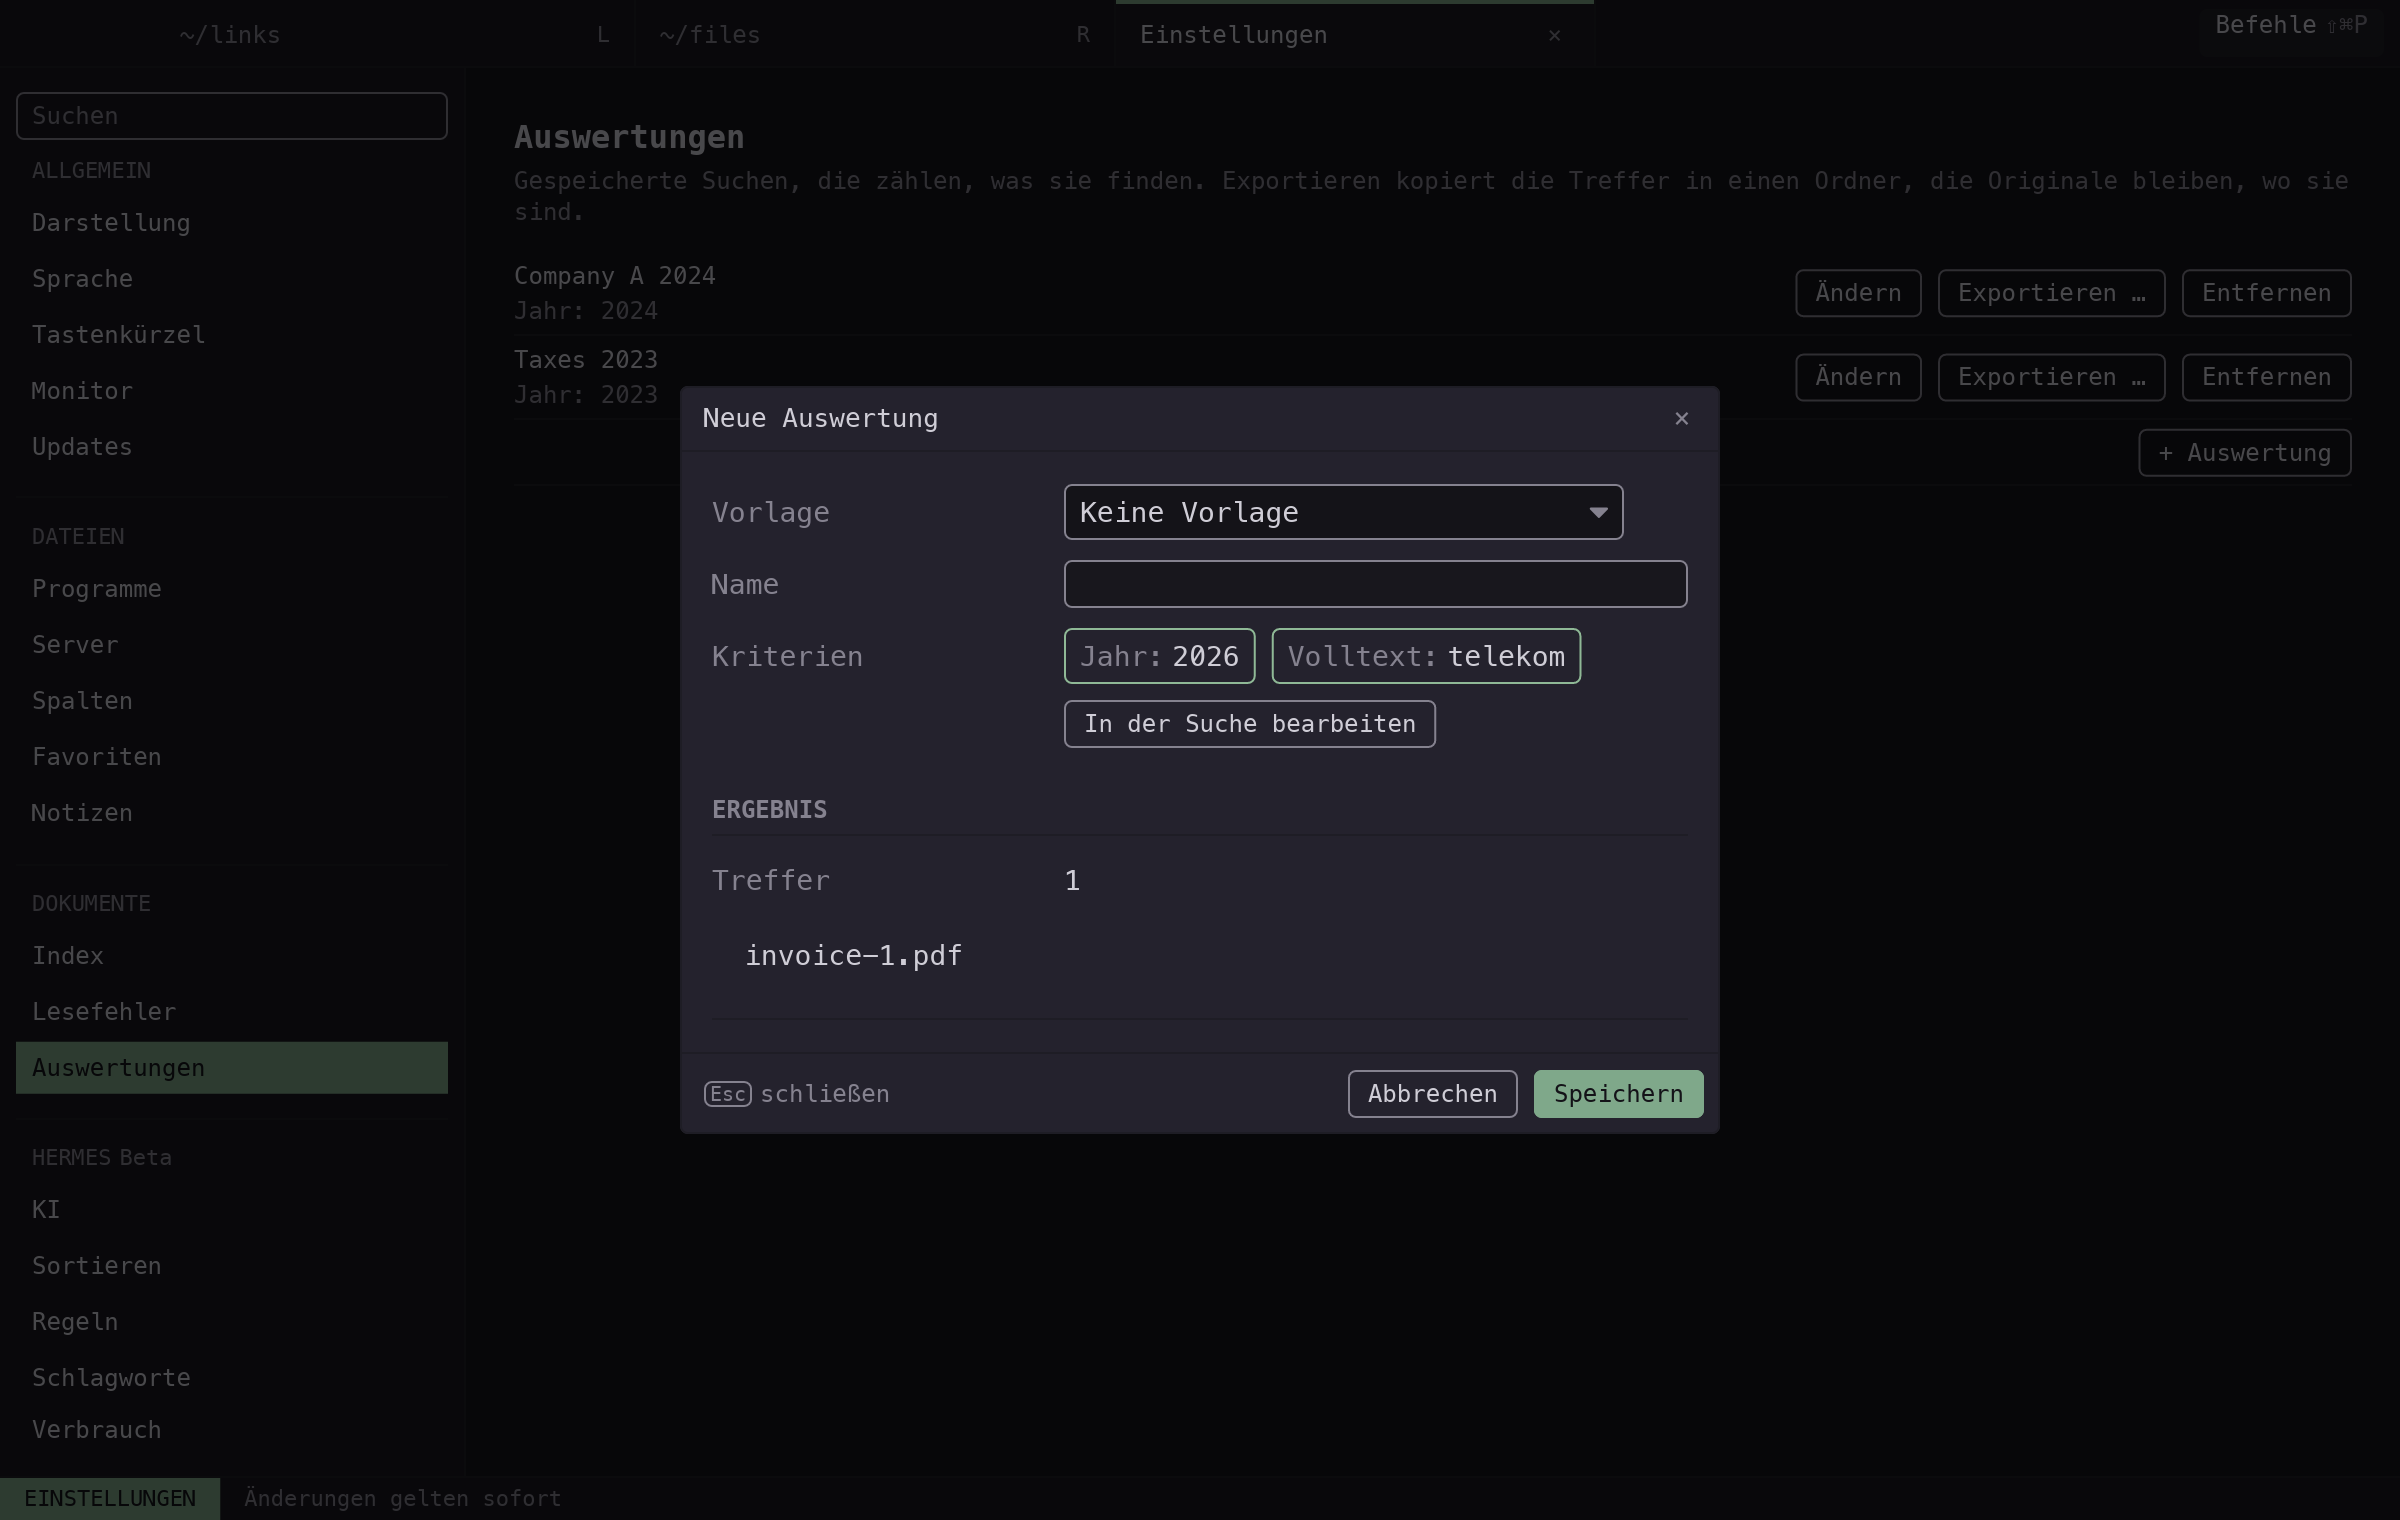 ~/links L ~/files R Einstellungen × Befehle ⇧⌘P
Suchen
ALLGEMEIN
Darstellung
Sprache
Tastenkürzel
Monitor
Updates
DATEIEN
Programme
Server
Spalten
Favoriten
Notizen
DOKUMENTE
Index
Lesefehler
Auswertungen
HERMES Beta
KI
Sortieren
Regeln
Schlagworte
Verbrauch
Auswertungen
Gespeicherte Suchen, die zählen, was sie finden. Exportieren kopiert die Treffer in einen Ordner, die Originale bleiben, wo sie
sind.
Company A 2024
Jahr: 2024
Ändern Exportieren … Entfernen
Taxes 2023
Jahr: 2023
Ändern Exportieren … Entfernen
+ Auswertung
Neue Auswertung ×
Vorlage Keine Vorlage
Name
Kriterien Jahr: 2026 Volltext: telekom
In der Suche bearbeiten
ERGEBNIS
Treffer 1
invoice-1.pdf
Esc schließen Abbrechen Speichern
EINSTELLUNGEN Änderungen gelten sofort